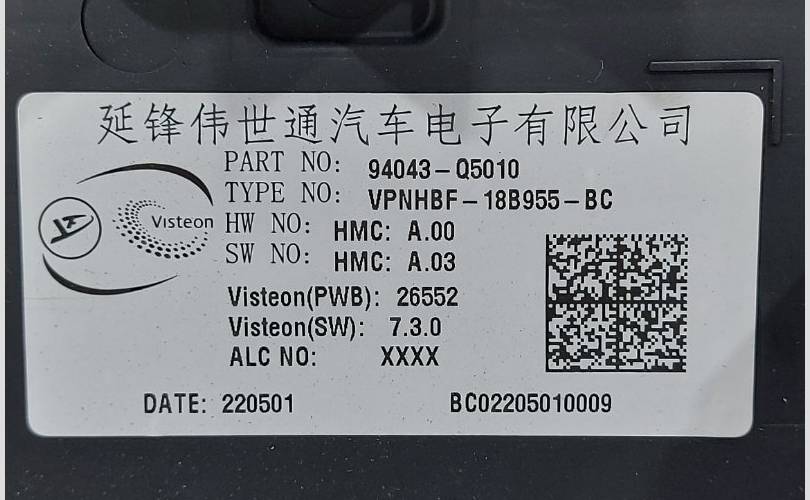 延锋伟世通汽车电子有限公司
PART NO: 94043-Q5010
TYPE NO: VPNHBF-18B955-BC
Visteon
HW NO: HMC: A.00
SW NO: HMC: A.03
Visteon(PWB): 26552
Visteon(SW): 7.3.0
ALC NO: XXXX
DATE: 220501
BC02205010009